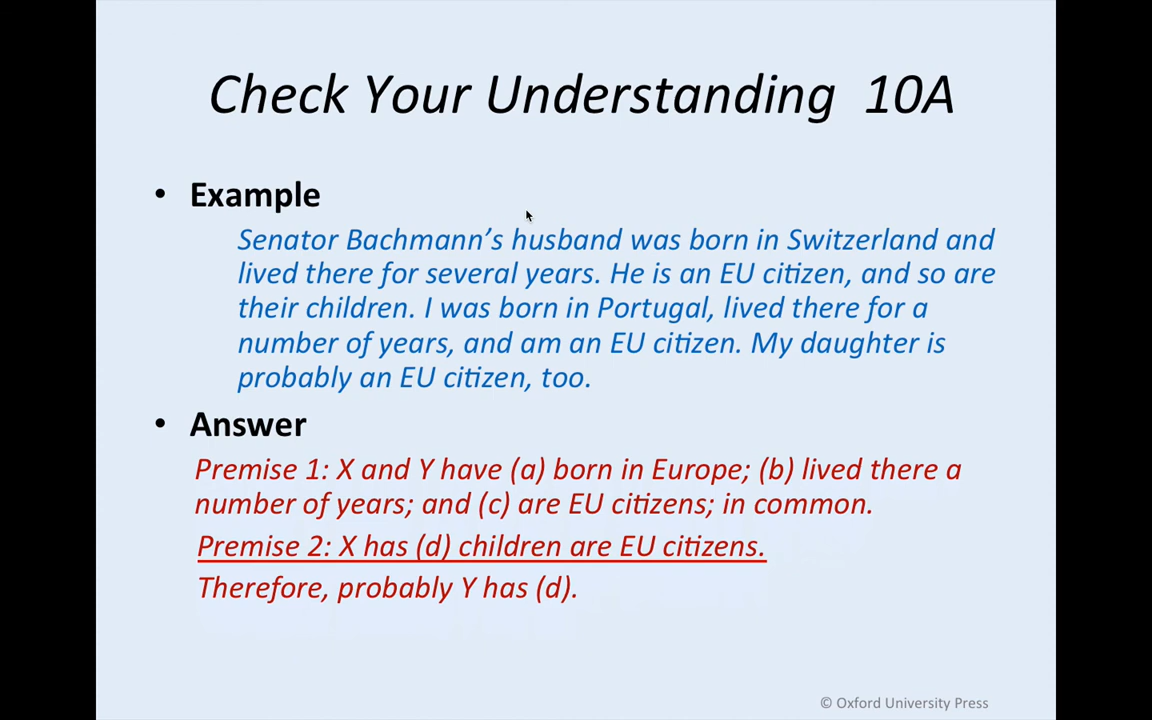 Check Your Understanding 10A
• Example
Senator Bachmann’s husband was born in Switzerland and
lived there for several years. He is an EU citizen, and so are
their children. I was born in Portugal, lived there for a
number of years, and am an EU citizen. My daughter is
probably an EU citizen, too.
• Answer
Premise 1: X and Y have (a) born in Europe; (b) lived there a
number of years; and (c) are EU citizens; in common.
Premise 2: X has (d) children are EU citizens.
Therefore, probably Y has (d).
© Oxford University Press